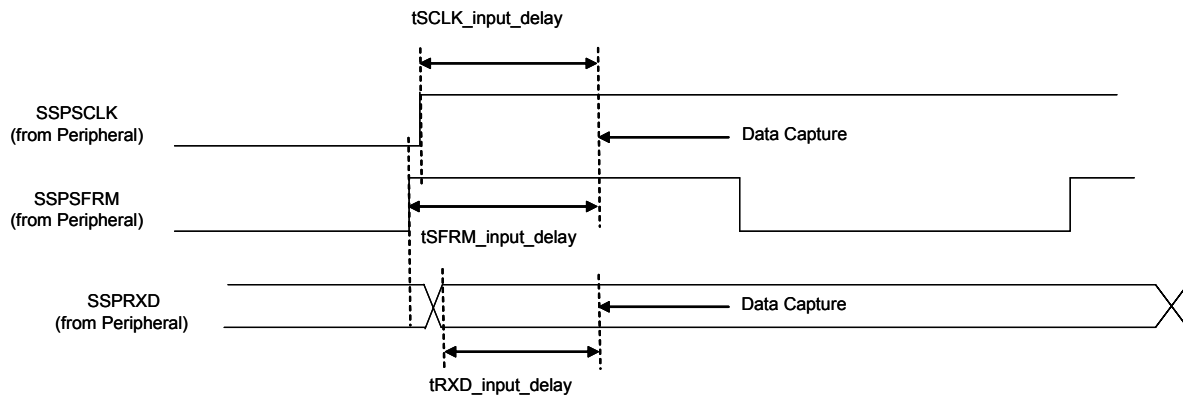 tSCLK_input_delay
SSPSCLK
(from Peripheral)
Data Capture
SSPSFRM
(from Peripheral)
tSFRM_input_delay
SSPRXD
(from Peripheral)
Data Capture
tRXD_input_delay